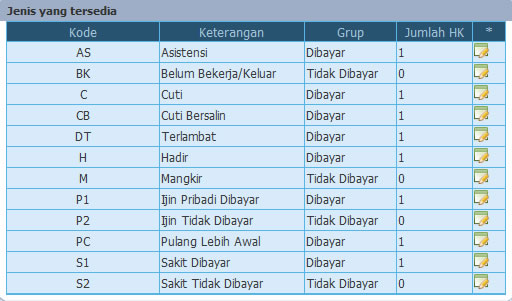 Jenis yang tersedia
Kode Keterangan Grup Jumlah HK *
AS Asistensi Dibayar 1
BK Belum Bekerja/Keluar Tidak Dibayar 0
C Cuti Dibayar 1
CB Cuti Bersalin Dibayar 1
DT Terlambat Dibayar 1
H Hadir Dibayar 1
M Mangkir Tidak Dibayar 0
P1 Ijin Pribadi Dibayar Dibayar 1
P2 Ijin Tidak Dibayar Tidak Dibayar 0
PC Pulang Lebih Awal Dibayar 1
S1 Sakit Dibayar Dibayar 1
S2 Sakit Tidak Dibayar Tidak Dibayar 0